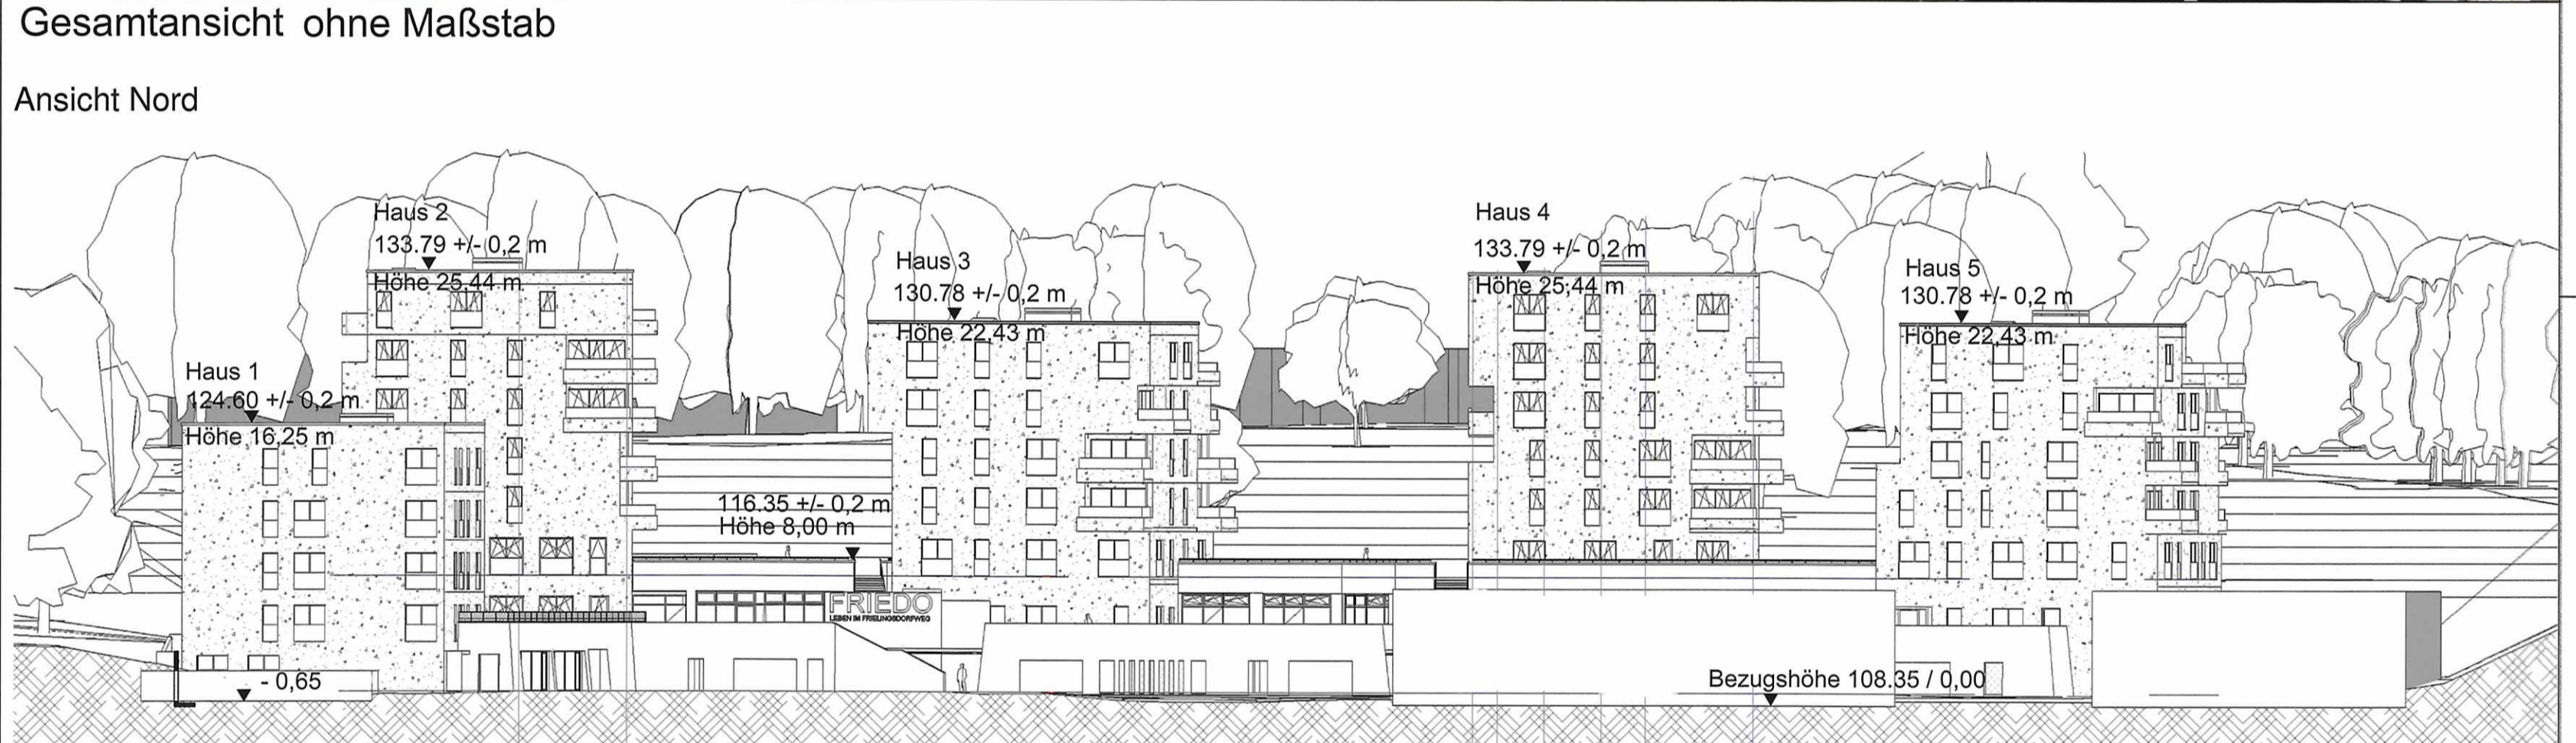 Gesamtansicht ohne Maßstab
Ansicht Nord
Haus 2
133.79 +/- 0,2 m
Höhe 25,44 m
Haus 4
133.79 +/- 0,2 m
Höhe 25,44 m
Haus 3
130.78 +/- 0,2 m
Höhe 22,43 m
Haus 5
130.78 +/- 0,2 m
Höhe 22,43 m
Haus 1
124.60 +/- 0,2 m
Höhe 16,25 m
116.35 +/- 0,2 m
Höhe 8,00 m
FRIEDO
LEBEN IM FRIELINGSDORFWEG
- 0,65
Bezugshöhe 108.35 / 0,00